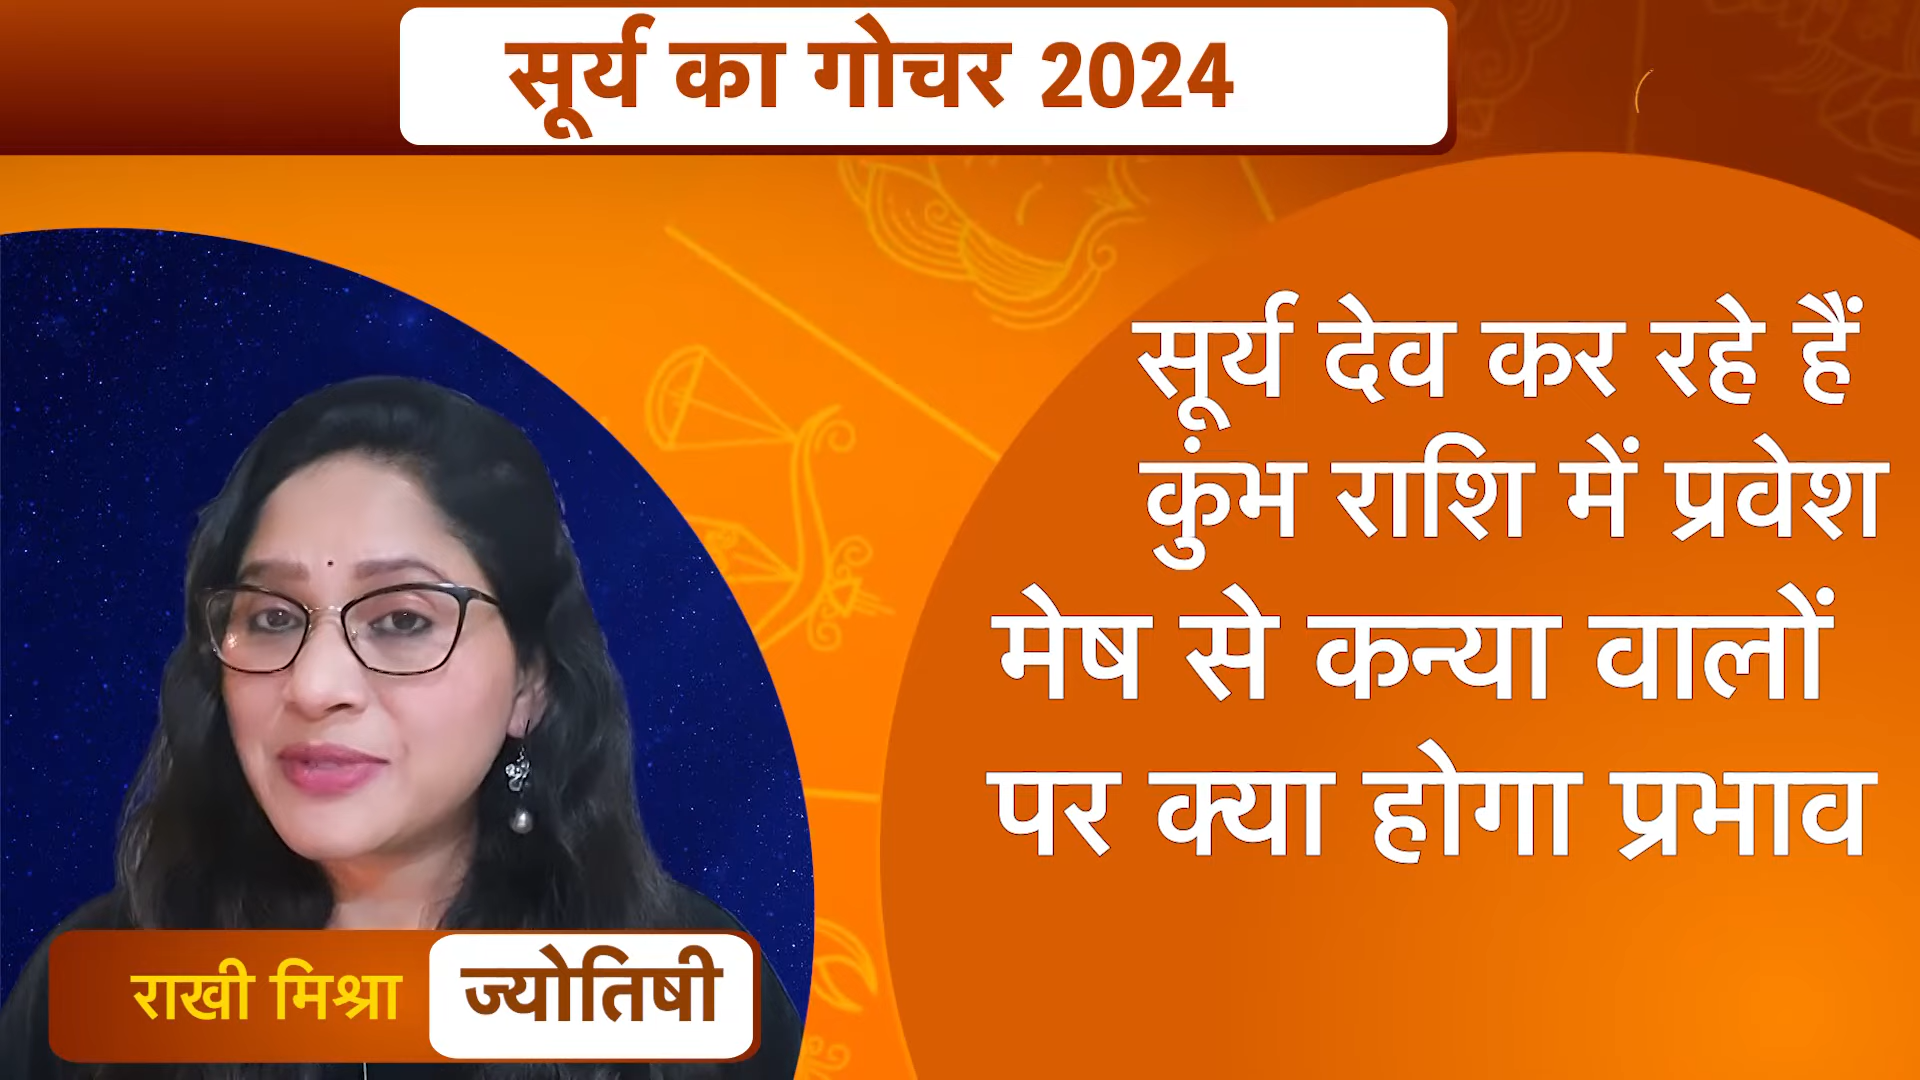 सूर्य का गोचर 2024
सूर्य देव कर रहे हैं
कुंभ राशि में प्रवेश
मेष से कन्या वालों
पर क्या होगा प्रभाव
राखी मिश्रा ज्योतिषी